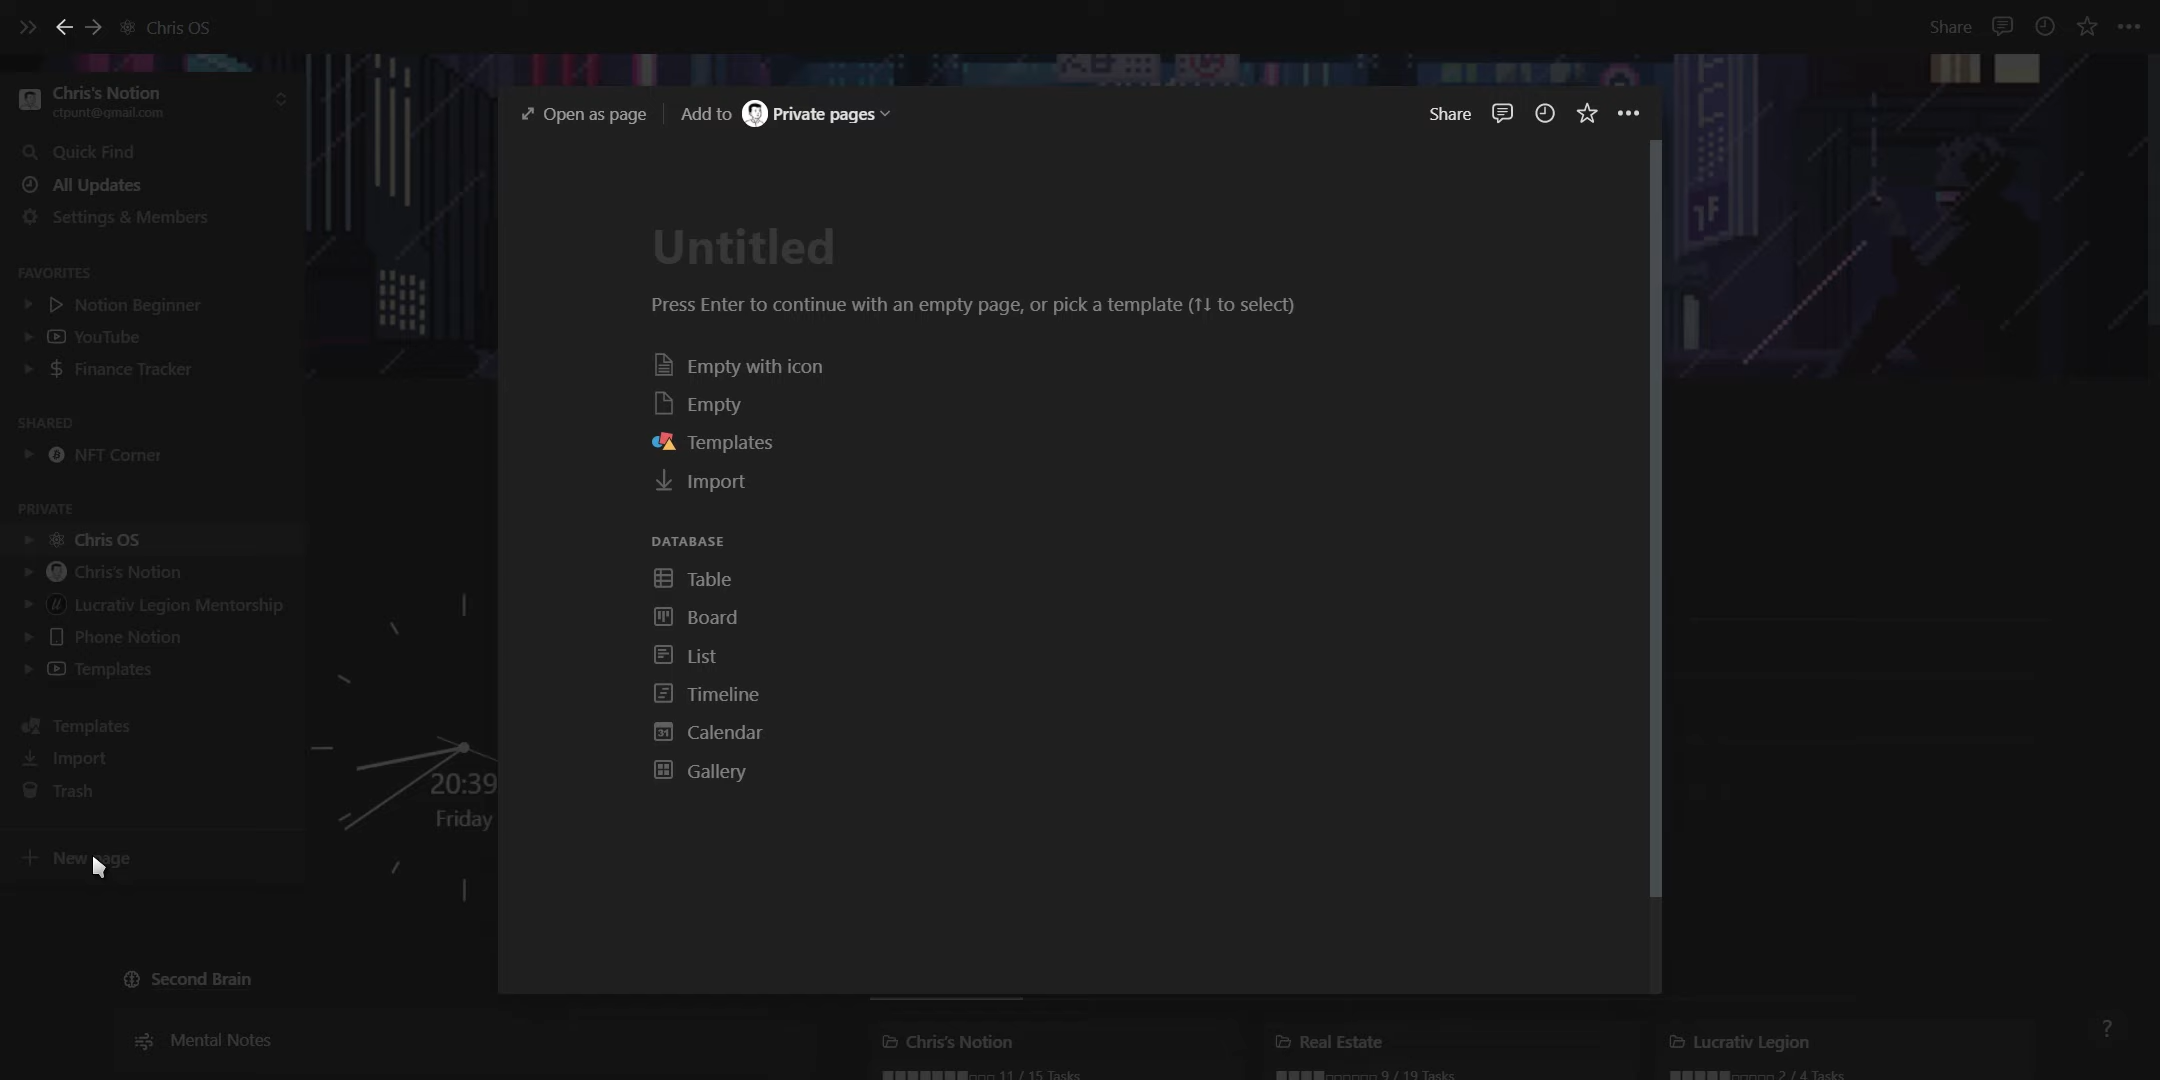 Chris OS
Share
Chris's Notion
ctpunt@gmail.com
Quick Find
All Updates
Settings & Members
FAVORITES
Notion Beginner
YouTube
Finance Tracker
SHARED
NFT Corner
PRIVATE
Chris OS
Chris's Notion
Lucrativ Legion Mentorship
Phone Notion
Templates
Templates
Import
Trash
New page
Open as page
Add to Private pages
Share
Untitled
Press Enter to continue with an empty page, or pick a template (↑↓ to select)
Empty with icon
Empty
Templates
Import
DATABASE
Table
Board
List
Timeline
31 Calendar
Gallery
20:39
Friday
Second Brain
Mental Notes
Chris's Notion
Real Estate
Lucrativ Legion
11 / 15 Tasks
9 / 19 Tasks
2 / 4 Tasks
?